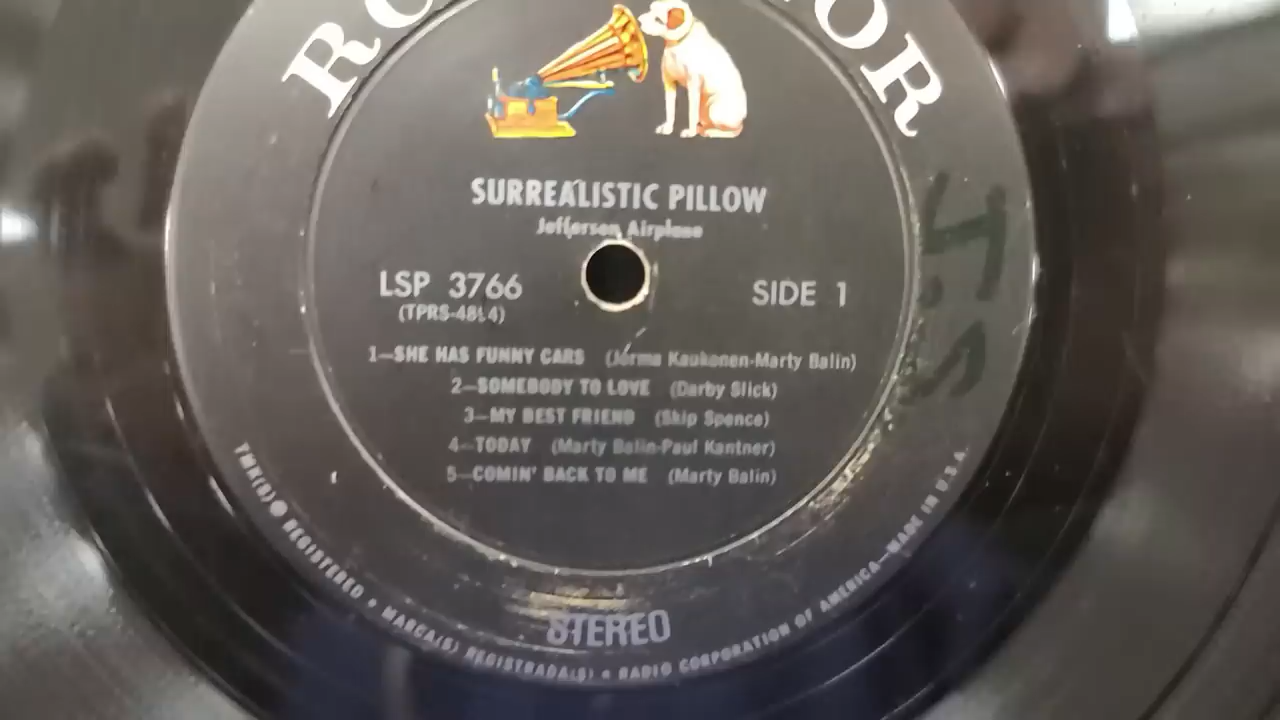 SURREALISTIC PILLOW
Jefferson Airplane
LSP 3766
SIDE 1
1—SHE HAS FUNNY CARS (Jorma Kaukonen-Marty Balin)
2—SOMEBODY TO LOVE (Darby Slick)
3—MY BEST FRIEND (Skip Spence)
4—TODAY (Marty Balin-Paul Kantner)
5—COMIN' BACK TO ME (Marty Balin)
STEREO
TMK(S) ® REGISTERED • MARCA(S) REGISTRADA(S) • RADIO CORPORATION OF AMERICA—MADE IN U.S.A.